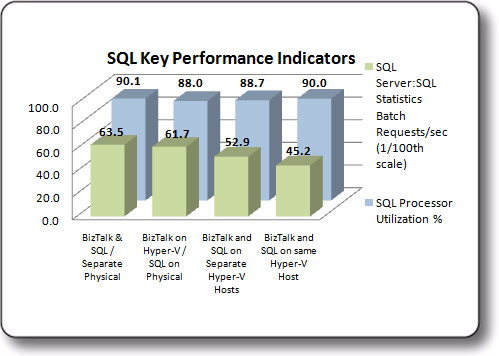 SQL Key Performance Indicators
90.1 88.0 88.7 90.0
63.5 61.7 52.9 45.2
100.0
80.0
60.0
40.0
20.0
0.0
BizTalk &
SQL /
Separate
Physical
BizTalk on
Hyper-V /
SQL on
Physical
BizTalk and
SQL on
Separate
Hyper-V
Hosts
BizTalk and
SQL on same
Hyper-V
Host
SQL
Server:SQL
Statistics
Batch
Requests/sec
(1/100th
scale)
SQL Processor
Utilization %